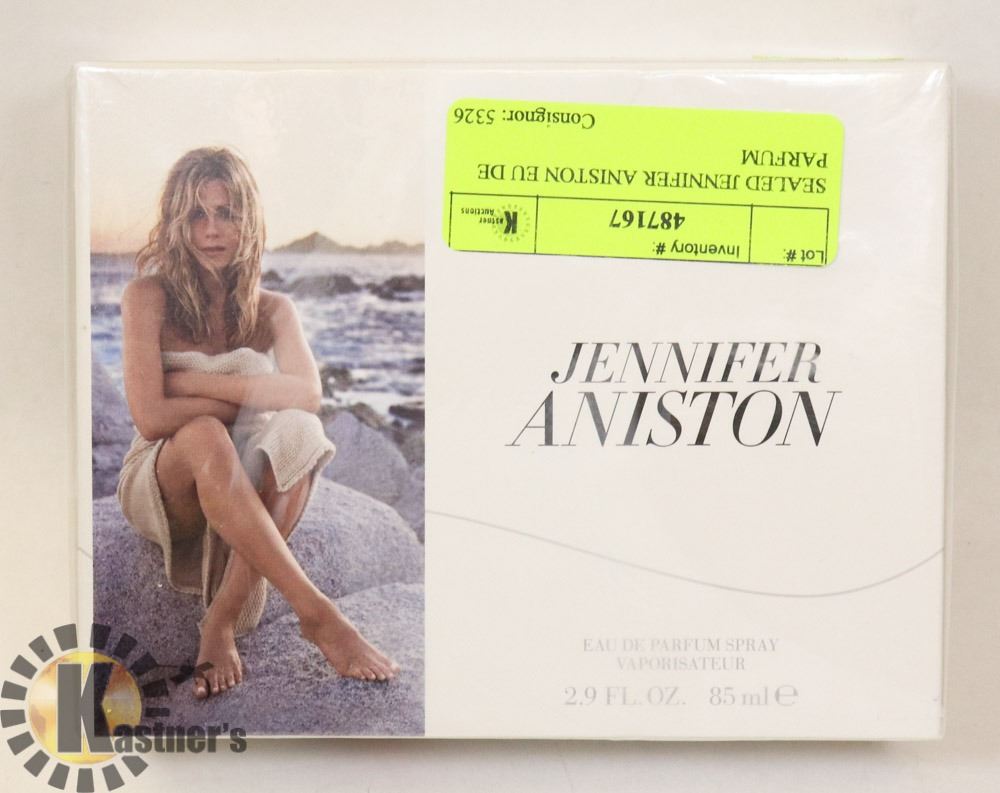 Lot #:
Inventory #:
487167
Kastner
Auctions
SEALED JENNIFER ANISTON EU DE
PARFUM
Consignor: 5326
JENNIFER
ANISTON
EAU DE PARFUM SPRAY
VAPORISATEUR
2.9 FL. OZ. 85 ml ℮
Kastner's